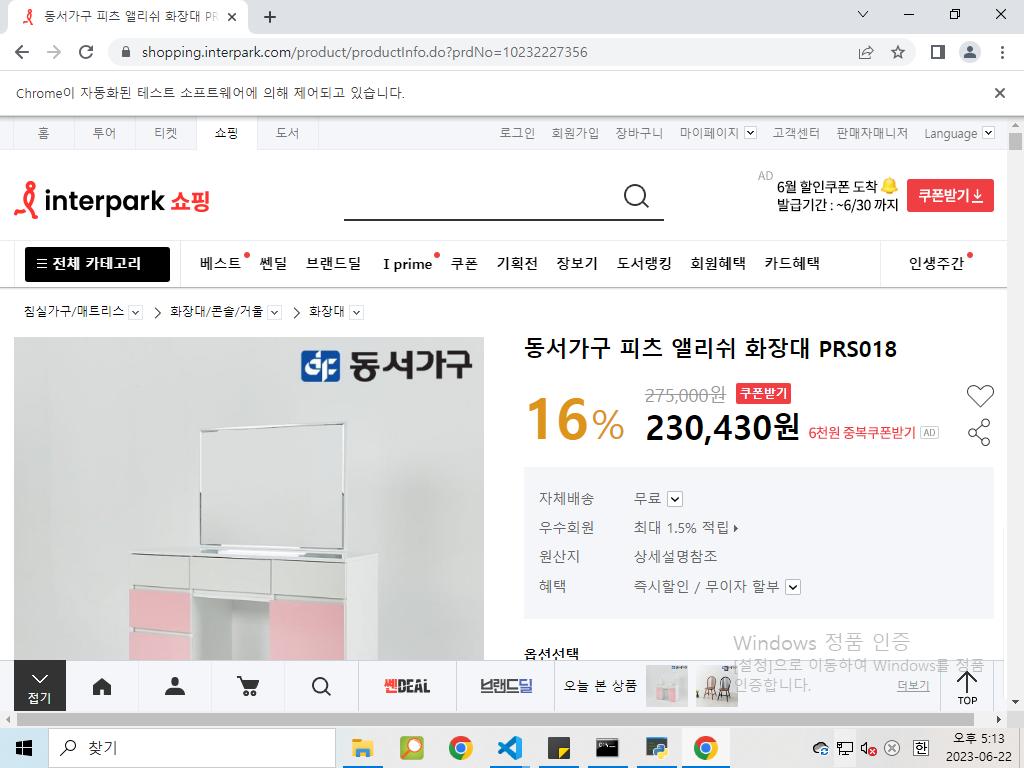 동서가구 피츠 앨리쉬 화장대 PR
shopping.interpark.com/product/productInfo.do?prdNo=10232227356
Chrome이 자동화된 테스트 소프트웨어에 의해 제어되고 있습니다.
홈 투어 티켓 쇼핑 도서 로그인 회원가입 장바구니 마이페이지 고객센터 판매자매니저 Language
interpark 쇼핑
AD 6월 할인쿠폰 도착
발급기간 : ~6/30 까지
쿠폰받기
전체 카테고리 베스트 쎈딜 브랜드딜 I prime 쿠폰 기획전 장보기 도서랭킹 회원혜택 카드혜택 인생주간
침실가구/매트리스 화장대/콘솔/거울 화장대
동서가구
동서가구 피츠 앨리쉬 화장대 PRS018
16% 275,000원 쿠폰받기
230,430원 6천원 중복쿠폰받기 AD
자체배송 무료
우수회원 최대 1.5% 적립
원산지 상세설명참조
혜택 즉시할인 / 무이자 할부
옵션선택
Windows 정품 인증
[설정]으로 이동하여 Windows를 정품
인증합니다.
접기 쎈DEAL 브랜드딜 오늘 본 상품 더보기 TOP
찾기
한
오후 5:13
2023-06-22